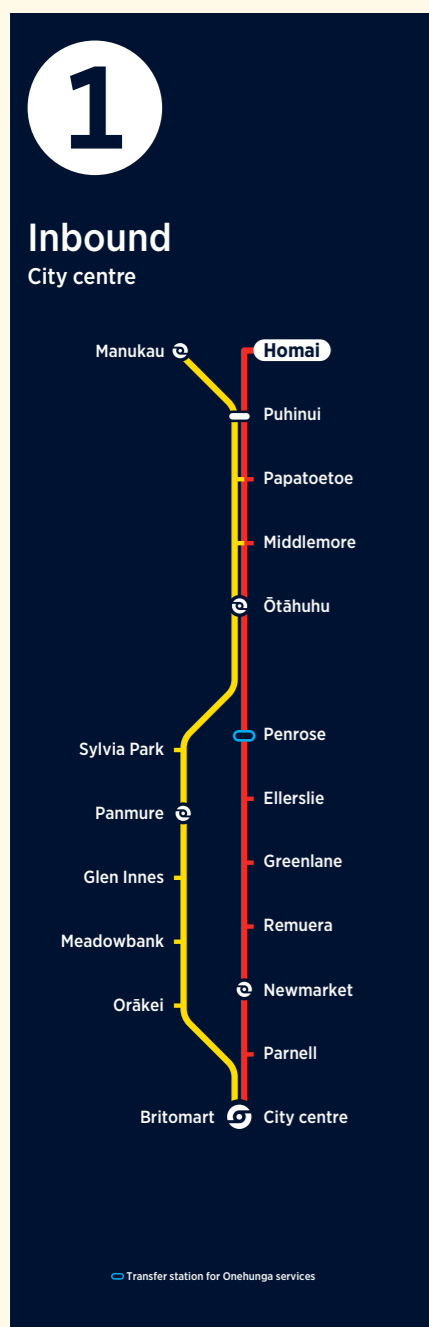 1
Inbound
City centre
Manukau
Homai
Puhinui
Papatoetoe
Middlemore
Ōtāhuhu
Penrose
Sylvia Park
Ellerslie
Panmure
Greenlane
Glen Innes
Remuera
Meadowbank
Newmarket
Orākei
Parnell
Britomart
City centre
Transfer station for Onehunga services